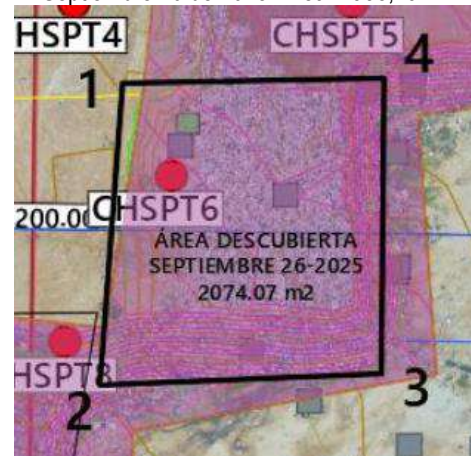 HSPT4
CHSPT5
4
1
CHSPT6
200.00
ÁREA DESCUBIERTA
SEPTIEMBRE 26-2025
2074.07 m2
HSPT8
2
3